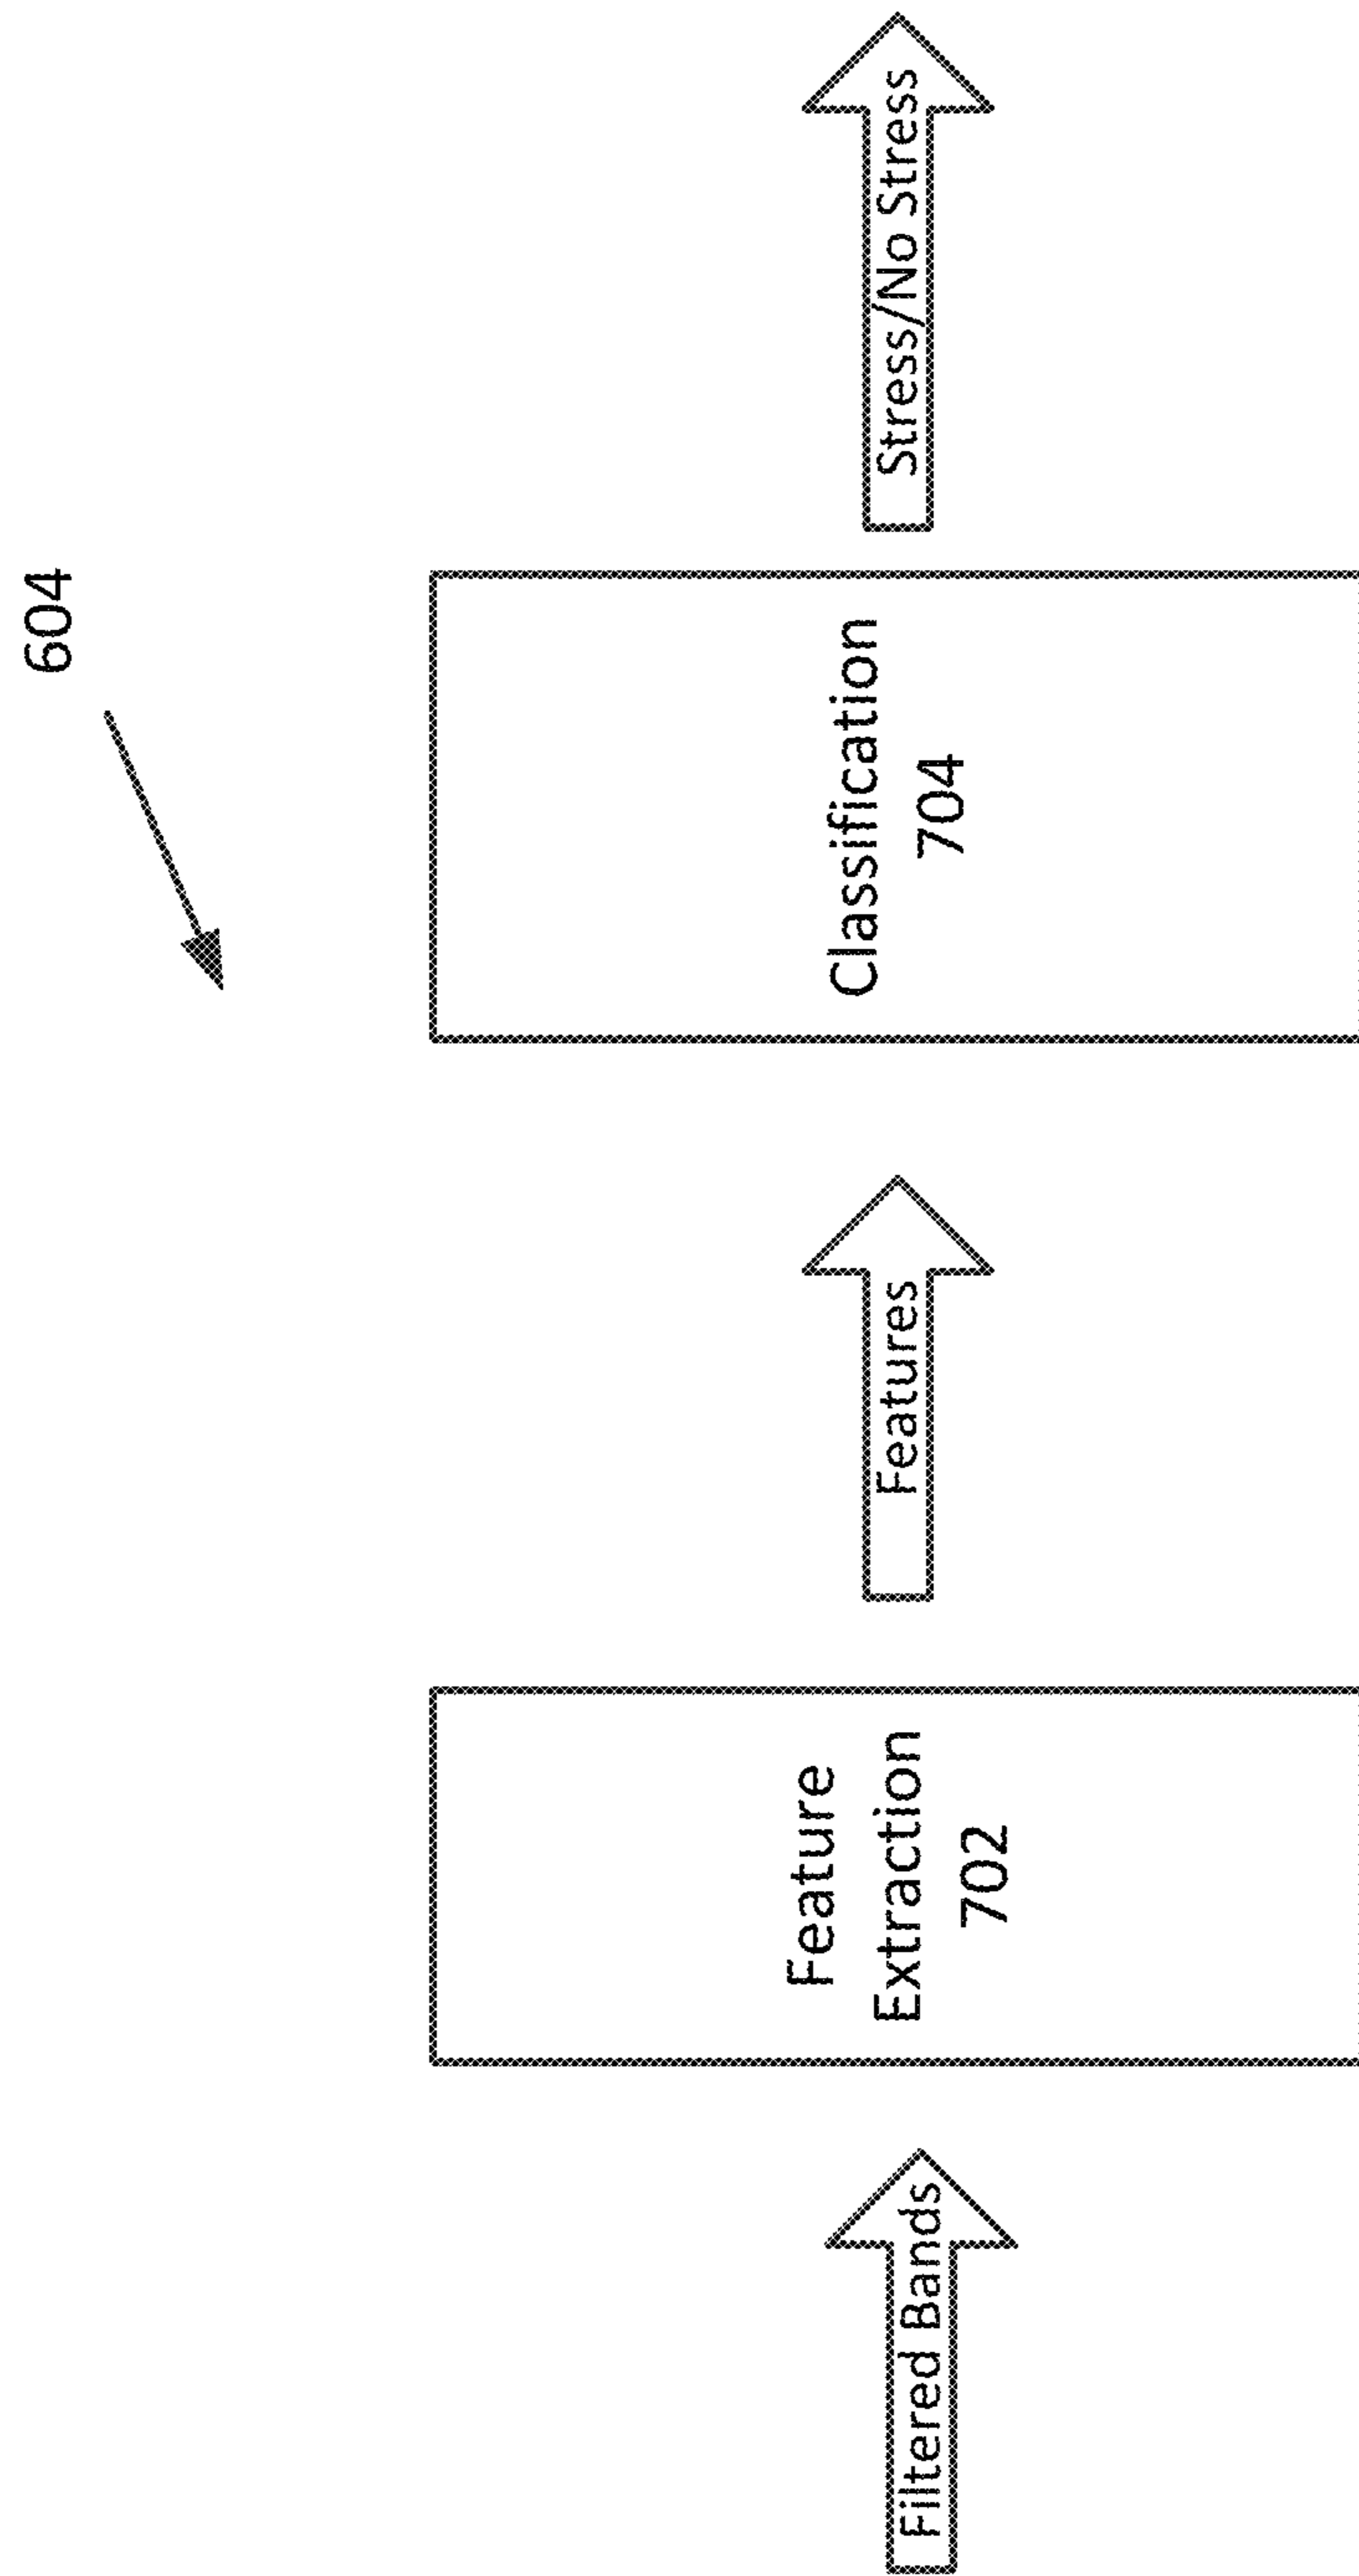 604
Filtered Bands
Feature
Extraction
702
Features
Classification
704
Stress/No Stress